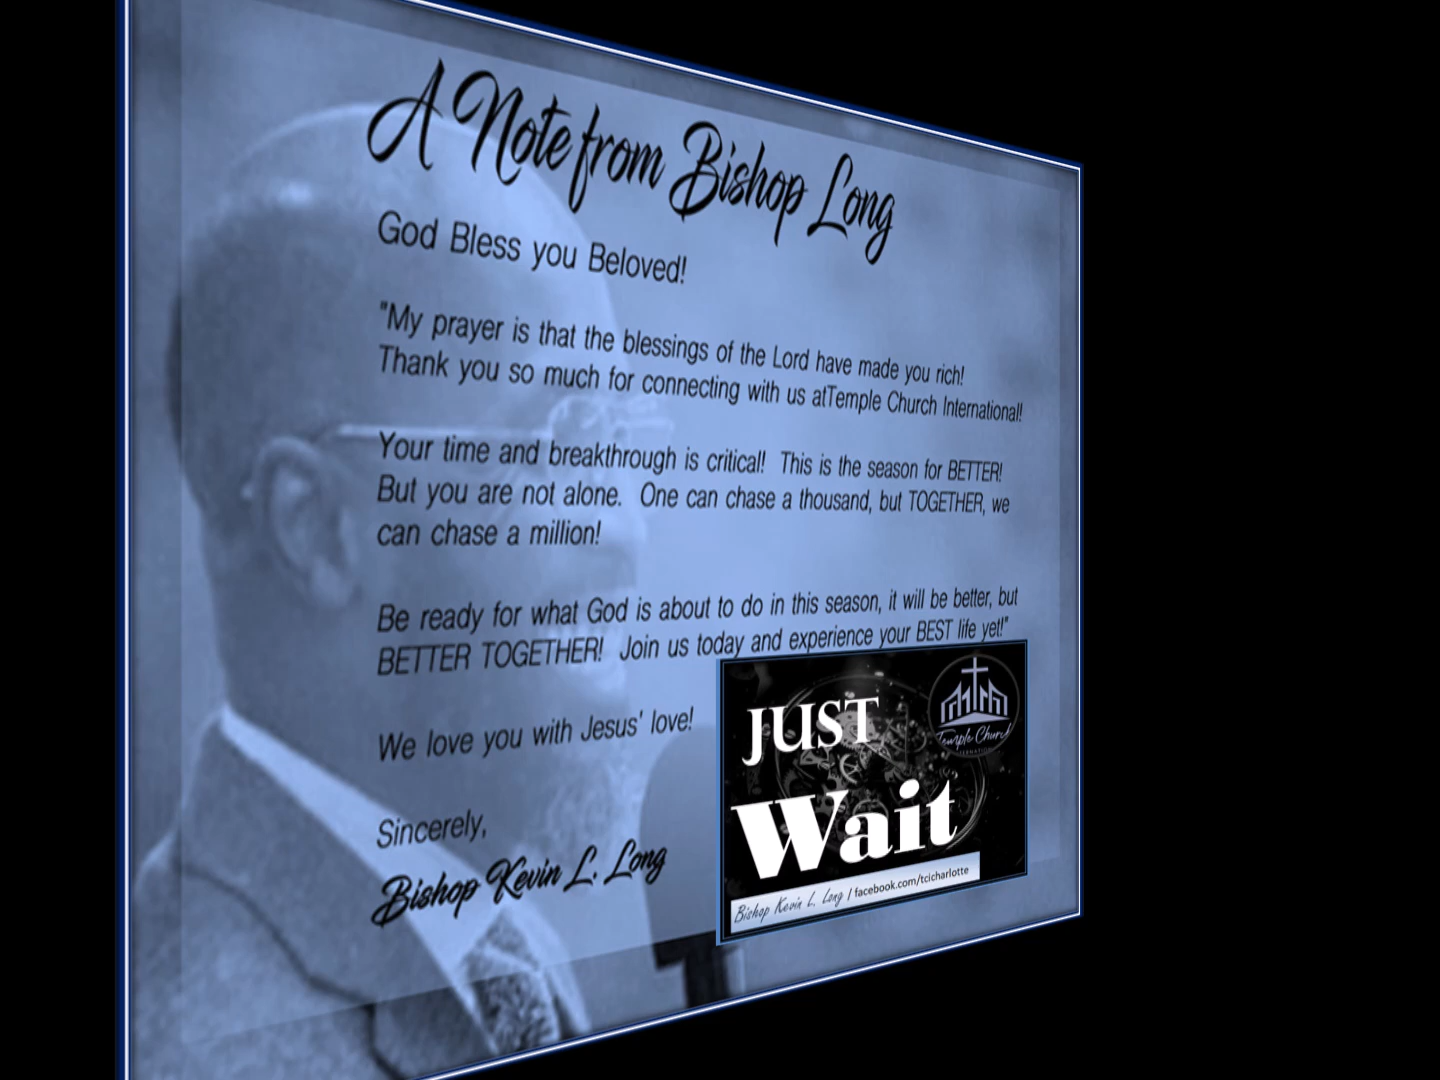 A Note from Bishop Long
God Bless you Beloved!
"My prayer is that the blessings of the Lord have made you rich!
Thank you so much for connecting with us atTemple Church International!
Your time and breakthrough is critical!  This is the season for BETTER!
But you are not alone.  One can chase a thousand, but TOGETHER, we
can chase a million!
Be ready for what God is about to do in this season, it will be better, but
BETTER TOGETHER!  Join us today and experience your BEST life yet!"
We love you with Jesus' love!
Sincerely,
Bishop Kevin L. Long
JUST
Wait
Temple Church
Bishop Kevin L. Long / facebook.com/tcicharlotte